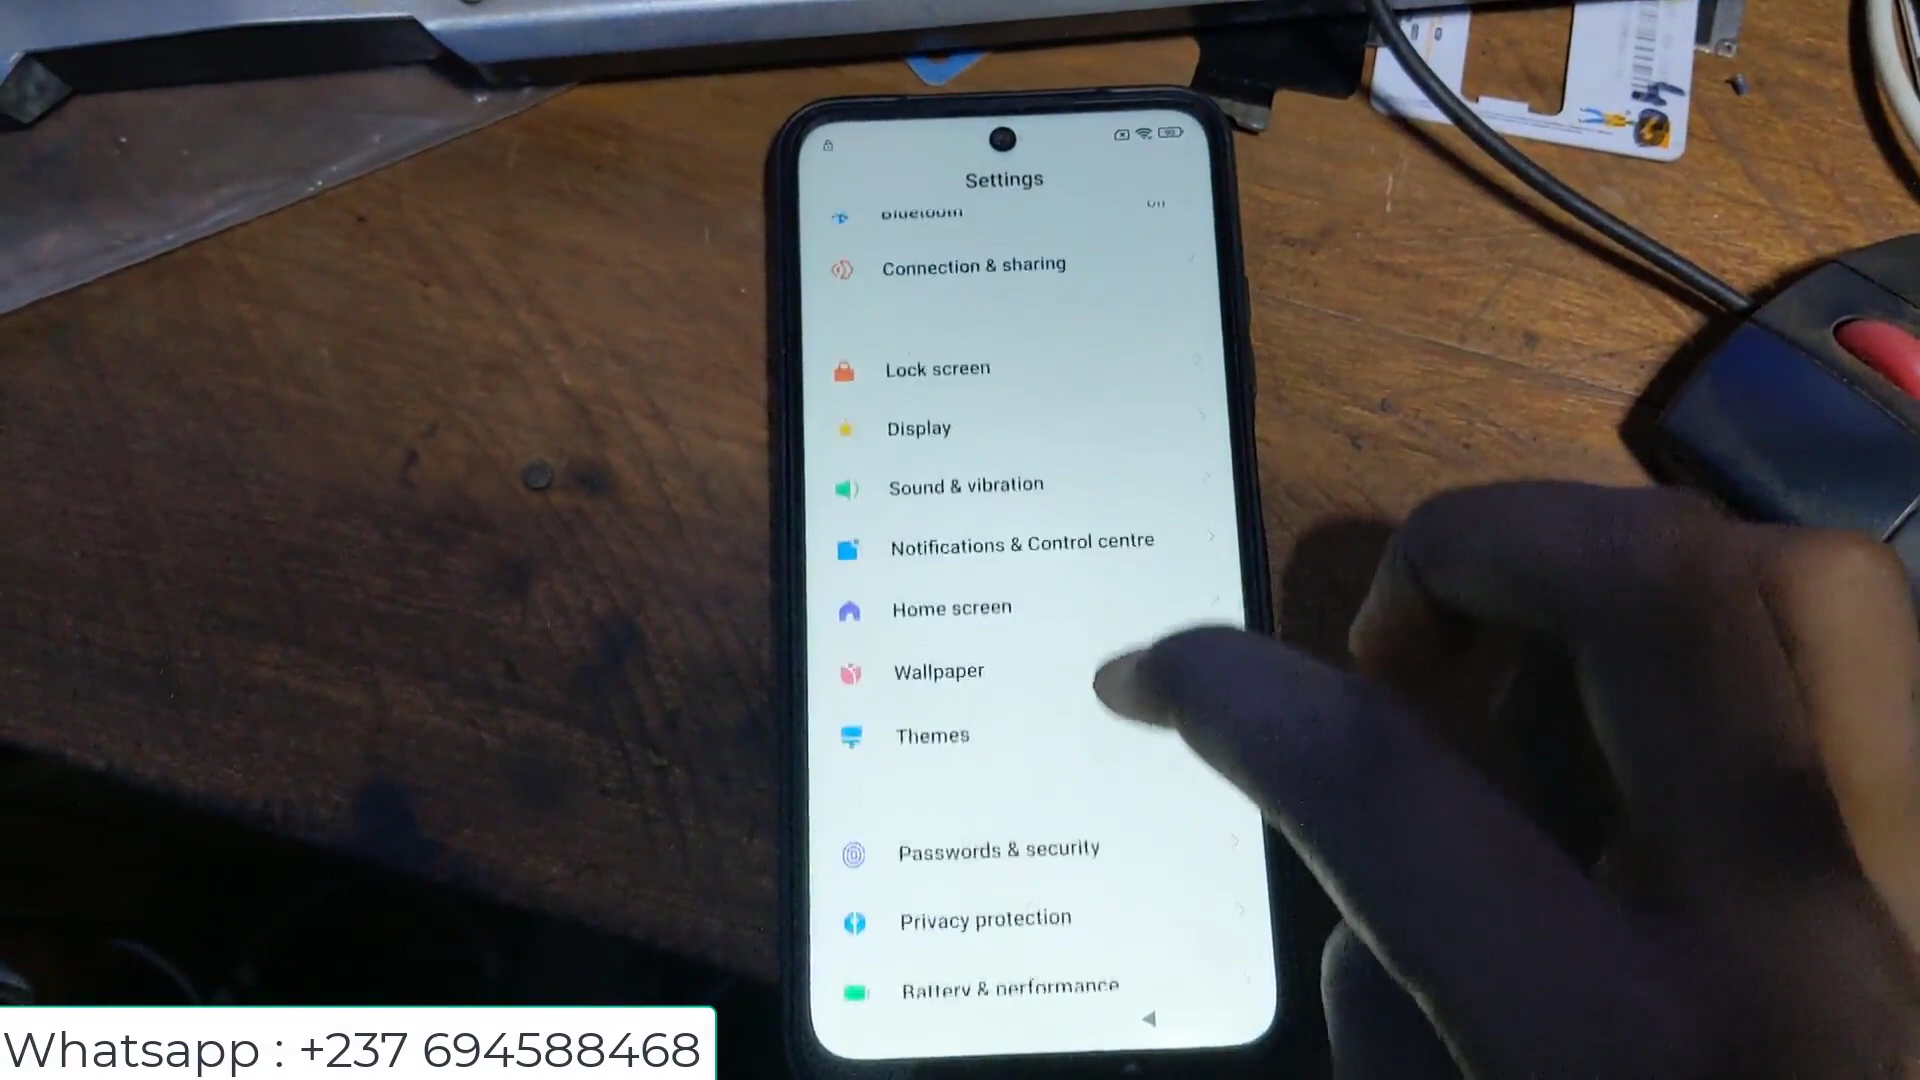 Settings
Bluetooth
Connection & sharing
Lock screen
Display
Sound & vibration
Notifications & Control centre
Home screen
Wallpaper
Themes
Passwords & security
Privacy protection
Battery & performance
Whatsapp : +237 694588468